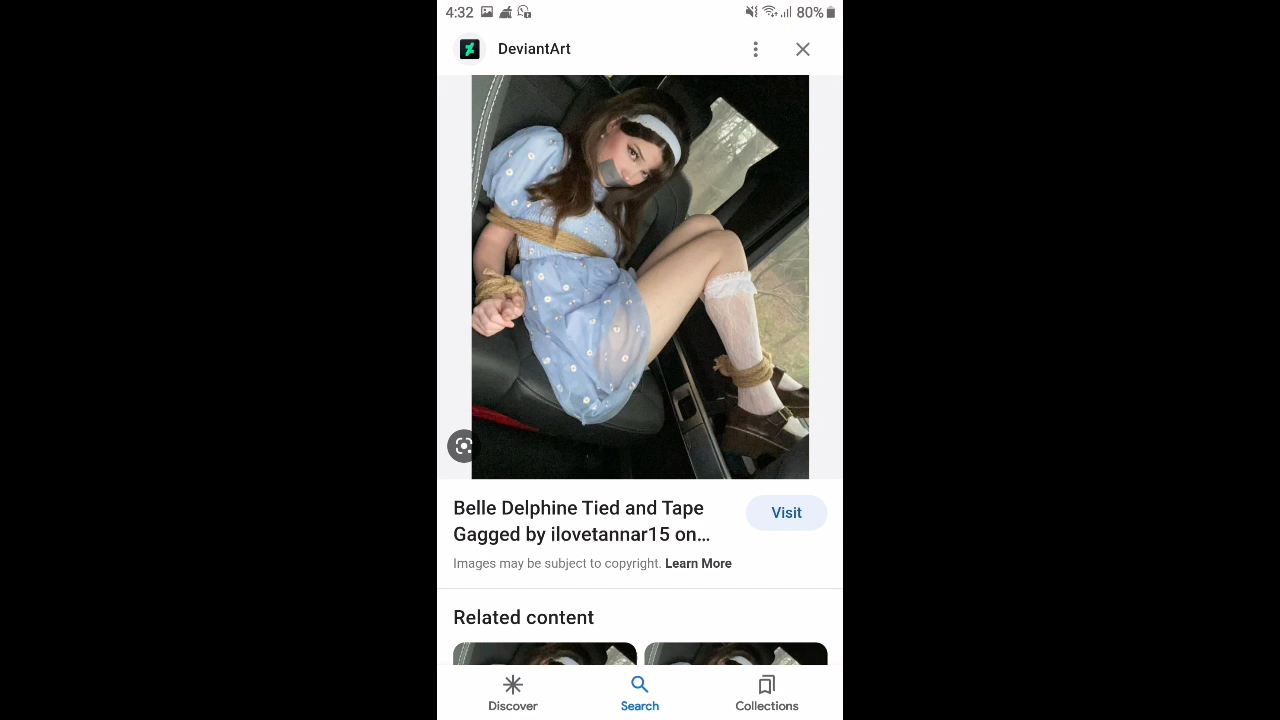 4:32
80%
DeviantArt
Belle Delphine Tied and Tape
Gagged by ilovetannar15 on...
Visit
Images may be subject to copyright. Learn More
Related content
Discover
Search
Collections